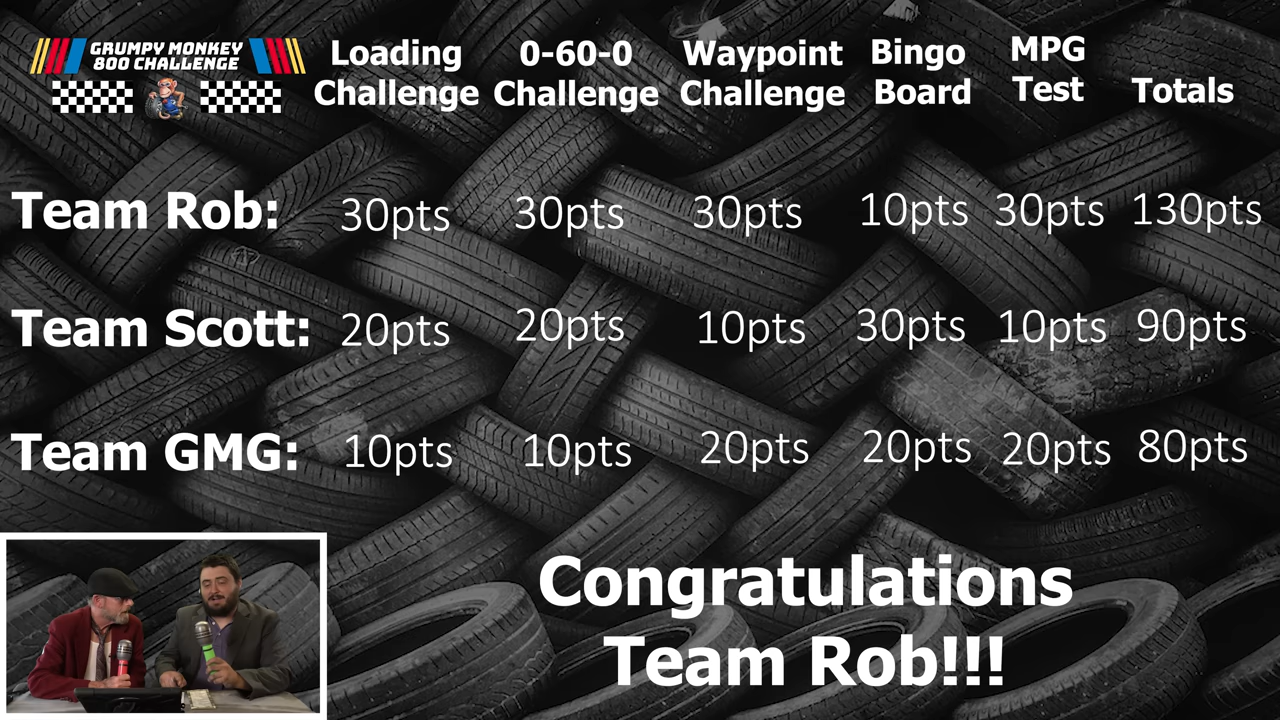 GRUMPY MONKEY
800 CHALLENGE
Loading
Challenge
0-60-0
Challenge
Waypoint
Challenge
Bingo
Board
MPG
Test
Totals
Team Rob: 30pts 30pts 30pts 10pts 30pts 130pts
Team Scott: 20pts 20pts 10pts 30pts 10pts 90pts
Team GMG: 10pts 10pts 20pts 20pts 20pts 80pts
Congratulations
Team Rob!!!